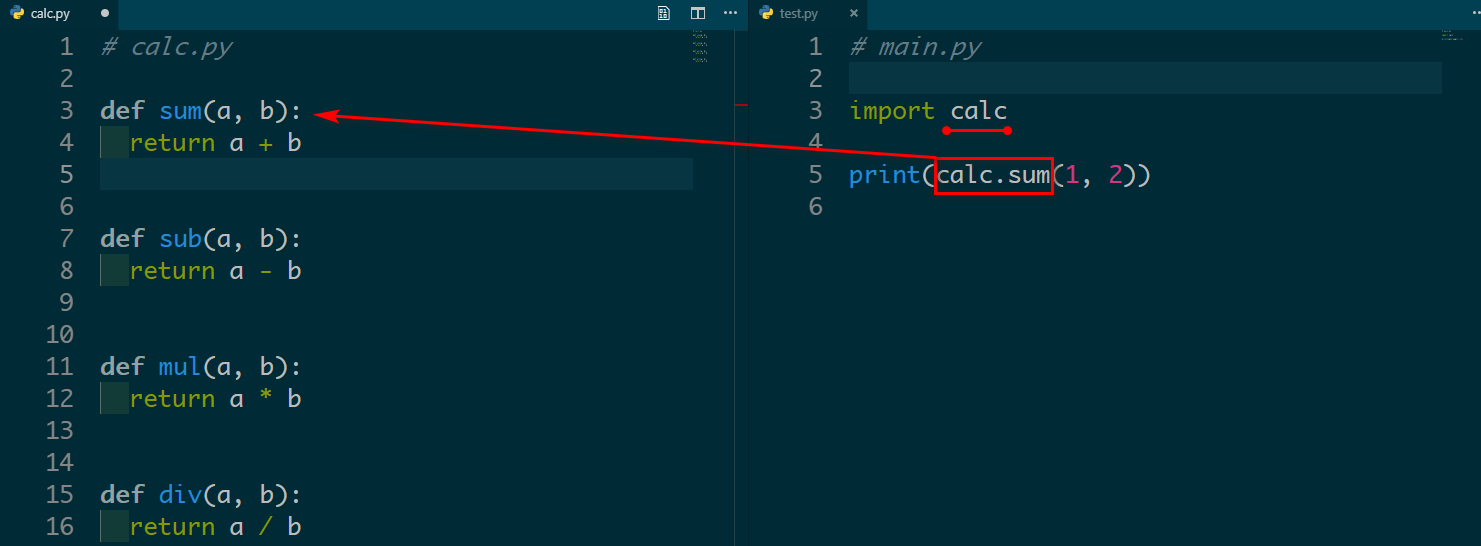 calc.py
1 # calc.py
2
3 def sum(a, b):
4 return a + b
5
6
7 def sub(a, b):
8 return a - b
9
10
11 def mul(a, b):
12 return a * b
13
14
15 def div(a, b):
16 return a / b
test.py
1 # main.py
2
3 import calc
4
5 print(calc.sum(1, 2))
6